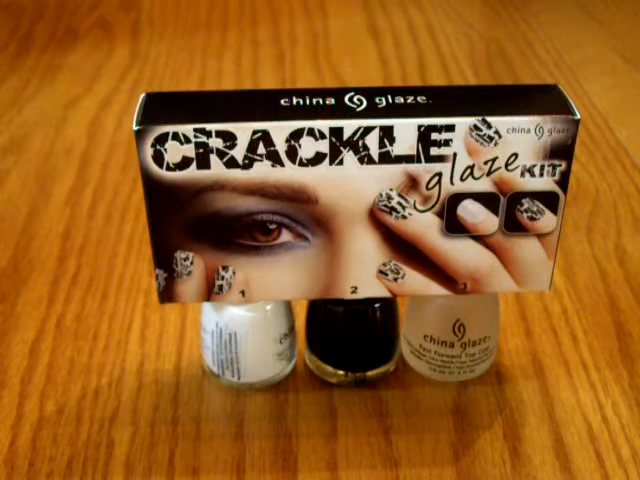 china glaze.
CRACKLE
glaze KIT
china glaze
1 2 3
china glaze.
Fast Forward Top Coat